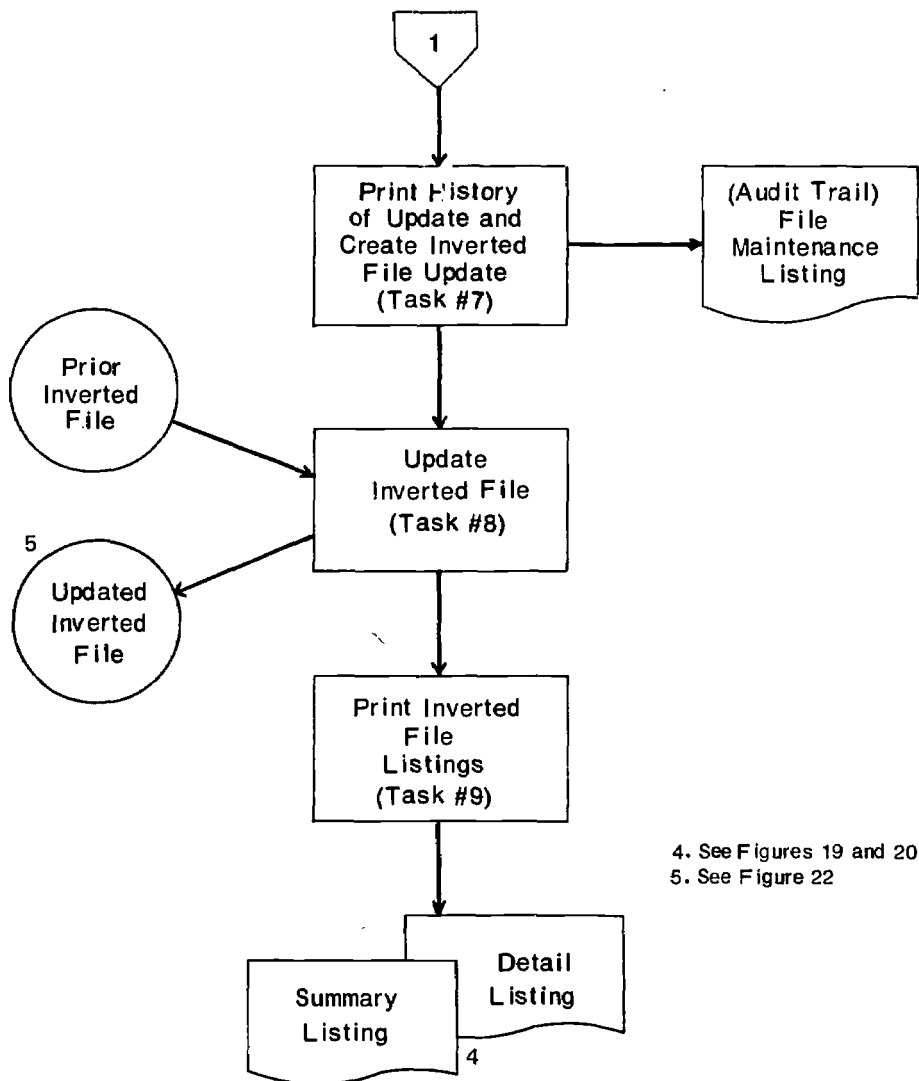 1
Print History
of Update and
Create Inverted
File Update
(Task #7)
(Audit Trail)
File
Maintenance
Listing
Prior
Inverted
File
Update
Inverted File
(Task #8)
5
Updated
Inverted
File
Print Inverted
File
Listings
(Task #9)
4. See Figures 19 and 20
5. See Figure 22
Detail
Listing
Summary
Listing
4